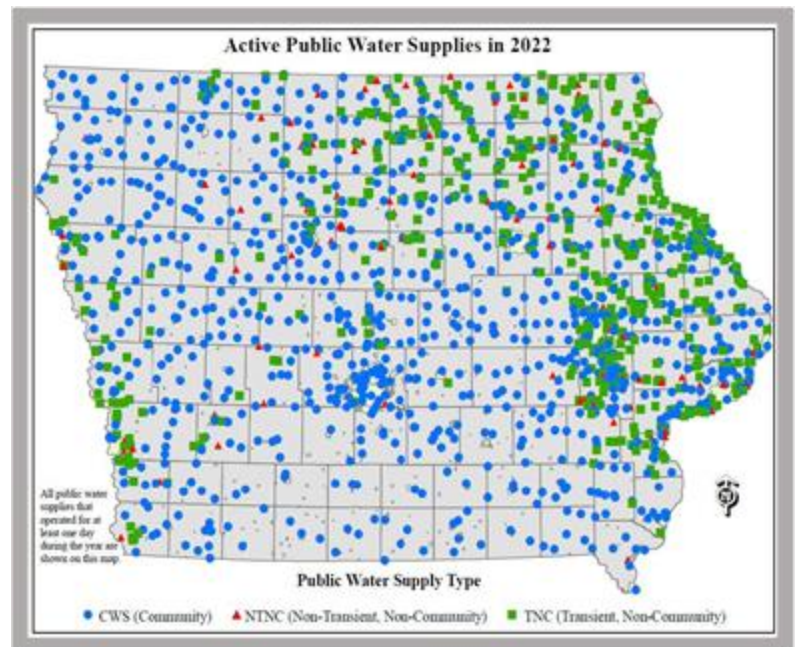 Active Public Water Supplies in 2022
All public water
supplies that
operated for at
least one day
during the year are
shown on this map.
Public Water Supply Type
CWS (Community)
NTNC (Non-Transient, Non-Community)
TNC (Transient, Non-Community)